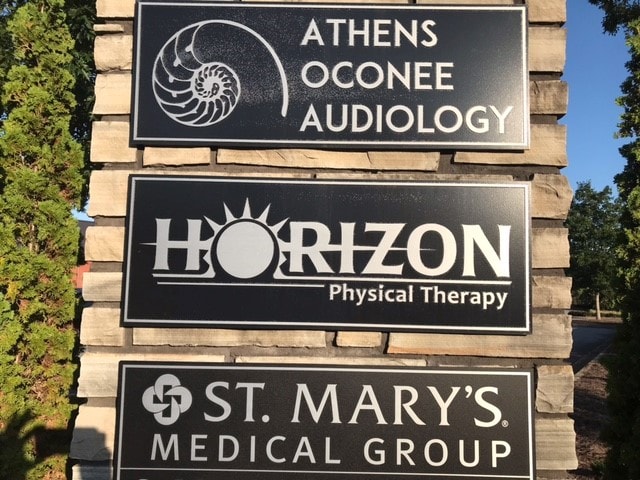 ATHENS
OCONEE
AUDIOLOGY
HORIZON
Physical Therapy
ST. MARY'S
MEDICAL GROUP